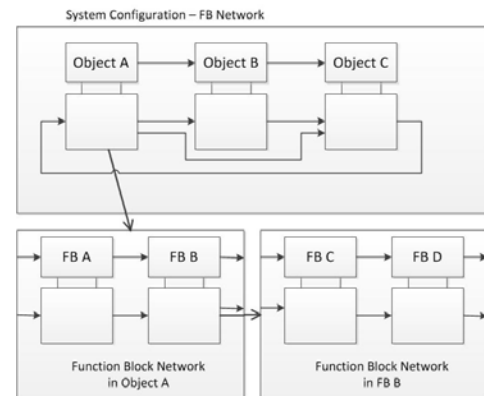 System Configuration – FB Network
Object A
Object B
Object C
FB A
FB B
FB C
FB D
Function Block Network
in Object A
Function Block Network
in FB B